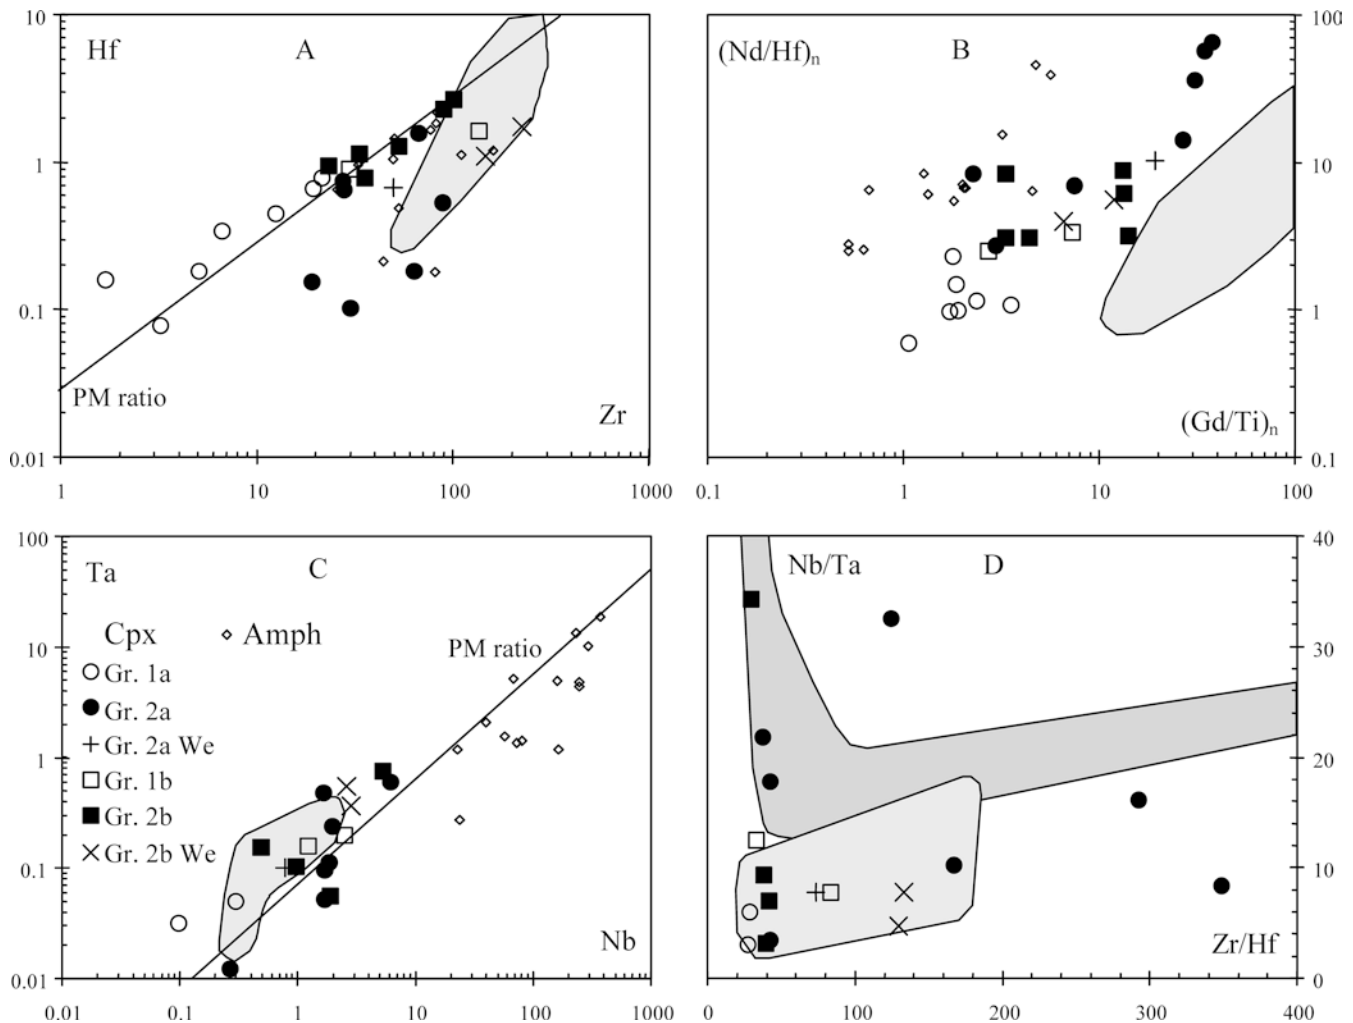 10
Hf
A
1
0.1
PM ratio
Zr
0.01
1
10
100
1000
(Nd/Hf)n
B
100
10
1
(Gd/Ti)n
0.1
0.1
1
10
100
100
Ta
C
Cpx
Amph
10
PM ratio
Gr. 1a
Gr. 2a
Gr. 2a We
1
Gr. 1b
Gr. 2b
Gr. 2b We
0.1
Nb
0.01
0.01
0.1
1
10
100
1000
Nb/Ta
D
40
30
20
10
Zr/Hf
0
0
100
200
300
400